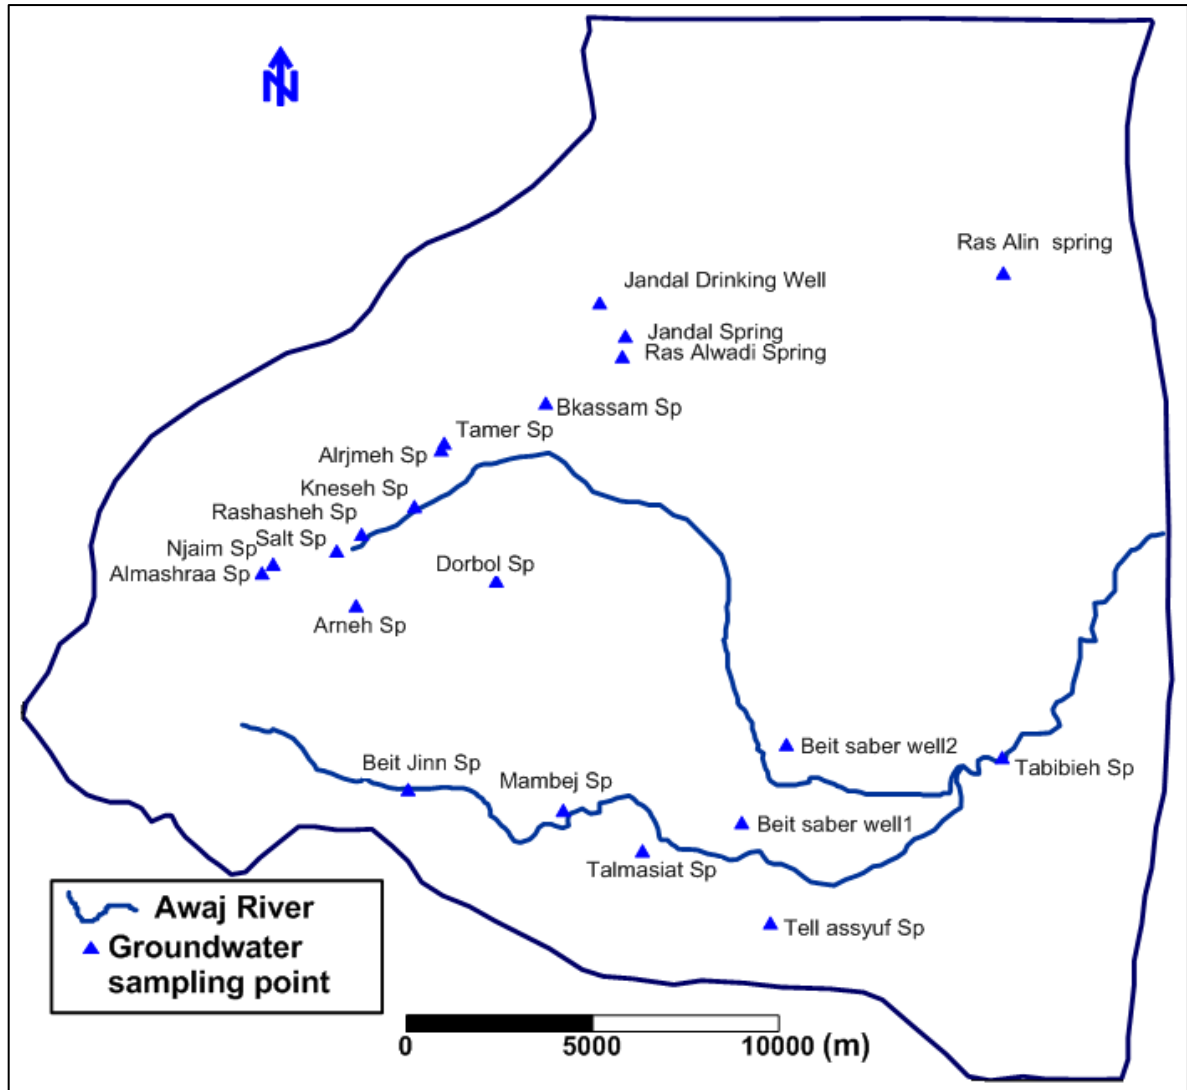 N
Ras Alin spring
Jandal Drinking Well
Jandal Spring
Ras Alwadi Spring
Bkassam Sp
Tamer Sp
Alrjmeh Sp
Kneseh Sp
Rashasheh Sp
Salt Sp
Njaim Sp
Almashraa Sp
Dorbol Sp
Arneh Sp
Beit saber well2
Beit Jinn Sp
Tabibieh Sp
Mambej Sp
Beit saber well1
Talmasiat Sp
Tell assyuf Sp
Awaj River
Groundwater
sampling point
0 5000 10000 (m)